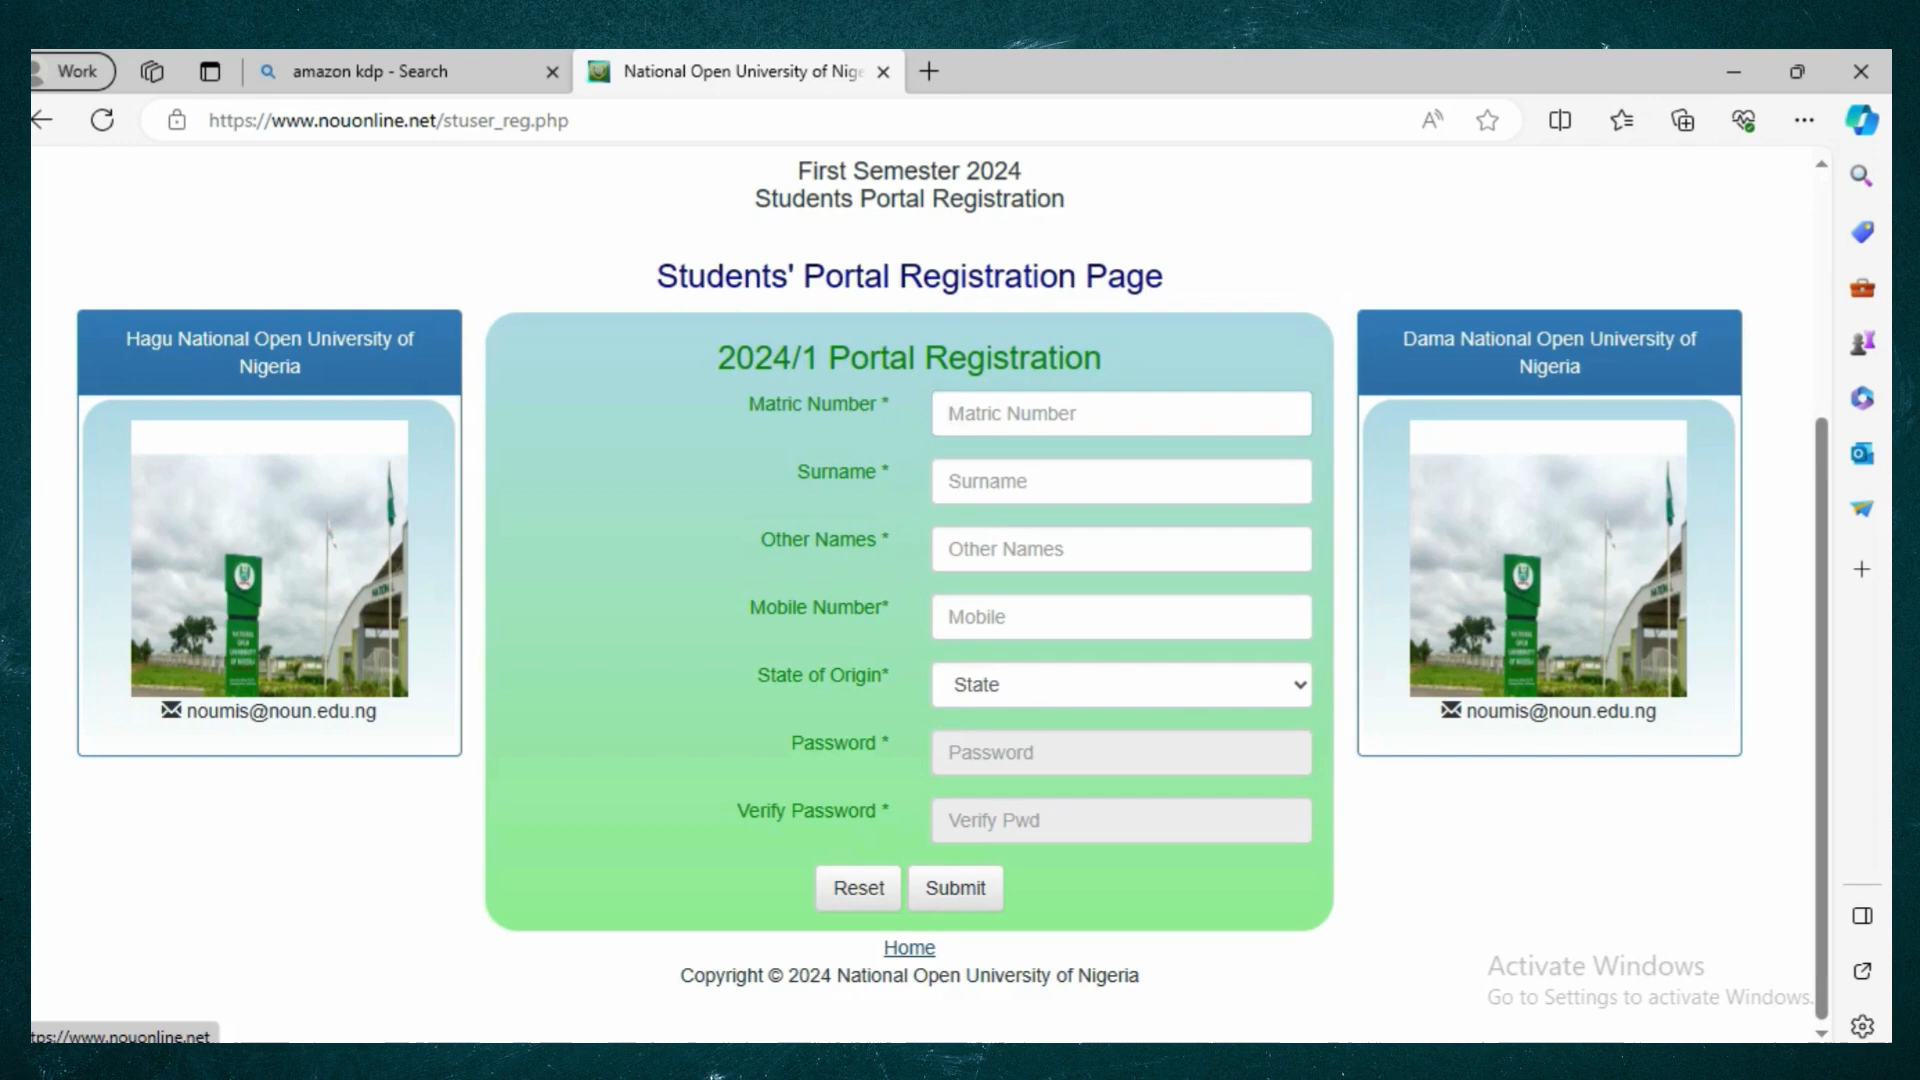 Work
amazon kdp - Search
National Open University of Nige
https://www.nouonline.net/stuser_reg.php
First Semester 2024
Students Portal Registration
Students' Portal Registration Page
Hagu National Open University of
Nigeria
noumis@noun.edu.ng
2024/1 Portal Registration
Matric Number *
Matric Number
Surname *
Surname
Other Names *
Other Names
Mobile Number*
Mobile
State of Origin*
State
Password *
Password
Verify Password *
Verify Pwd
Reset
Submit
Dama National Open University of
Nigeria
noumis@noun.edu.ng
Home
Copyright © 2024 National Open University of Nigeria
Activate Windows
Go to Settings to activate Windows.
tps://www.nouonline.net